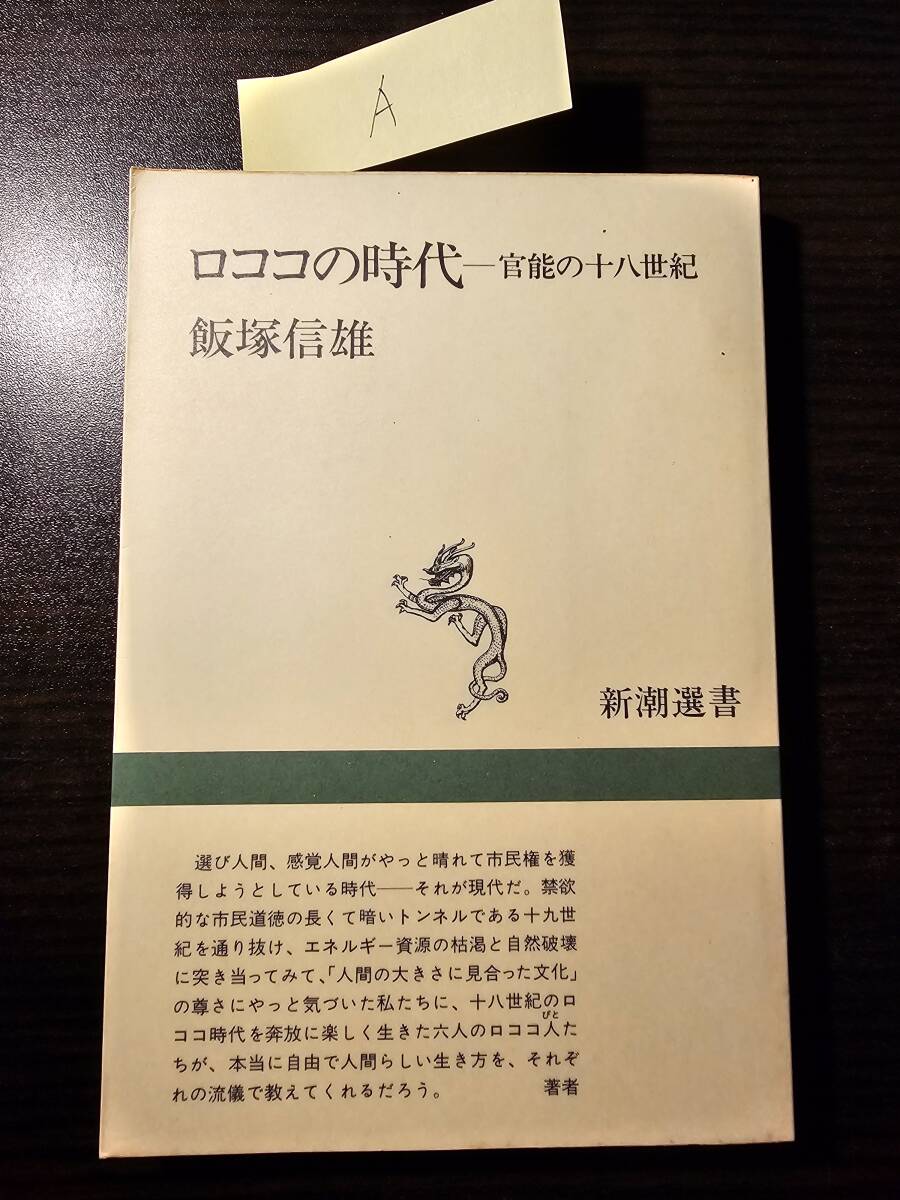 A
ロココの時代―官能の十八世紀
飯塚信雄
新潮選書
選び人間、感覚人間がやっと晴れて市民権を獲
得しようとしている時代――それが現代だ。禁欲
的な市民道徳の長くて暗いトンネルである十九世
紀を通り抜け、エネルギー資源の枯渇と自然破壊
に突き当ってみて、「人間の大きさに見合った文化」
の尊さにやっと気づいた私たちに、十八世紀のロ
ココ時代を奔放に楽しく生きた六人のロココ人た
びと
ちが、本当に自由で人間らしい生き方を、それぞ
れの流儀で教えてくれるだろう。 著者